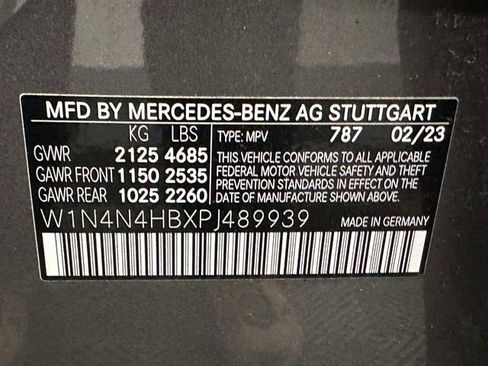 MFD BY MERCEDES-BENZ AG STUTTGART
KG LBS TYPE: MPV 787 02/23
GVWR 2125 4685 THIS VEHICLE CONFORMS TO ALL APPLICABLE
GAWR FRONT 1150 2535 FEDERAL MOTOR VEHICLE SAFETY AND THEFT
GAWR REAR 1025 2260 PREVENTION STANDARDS IN EFFECT ON THE
DATE OF MANUFACTURE SHOWN ABOVE.
W1N4N4HBXPJ489939 MADE IN GERMANY